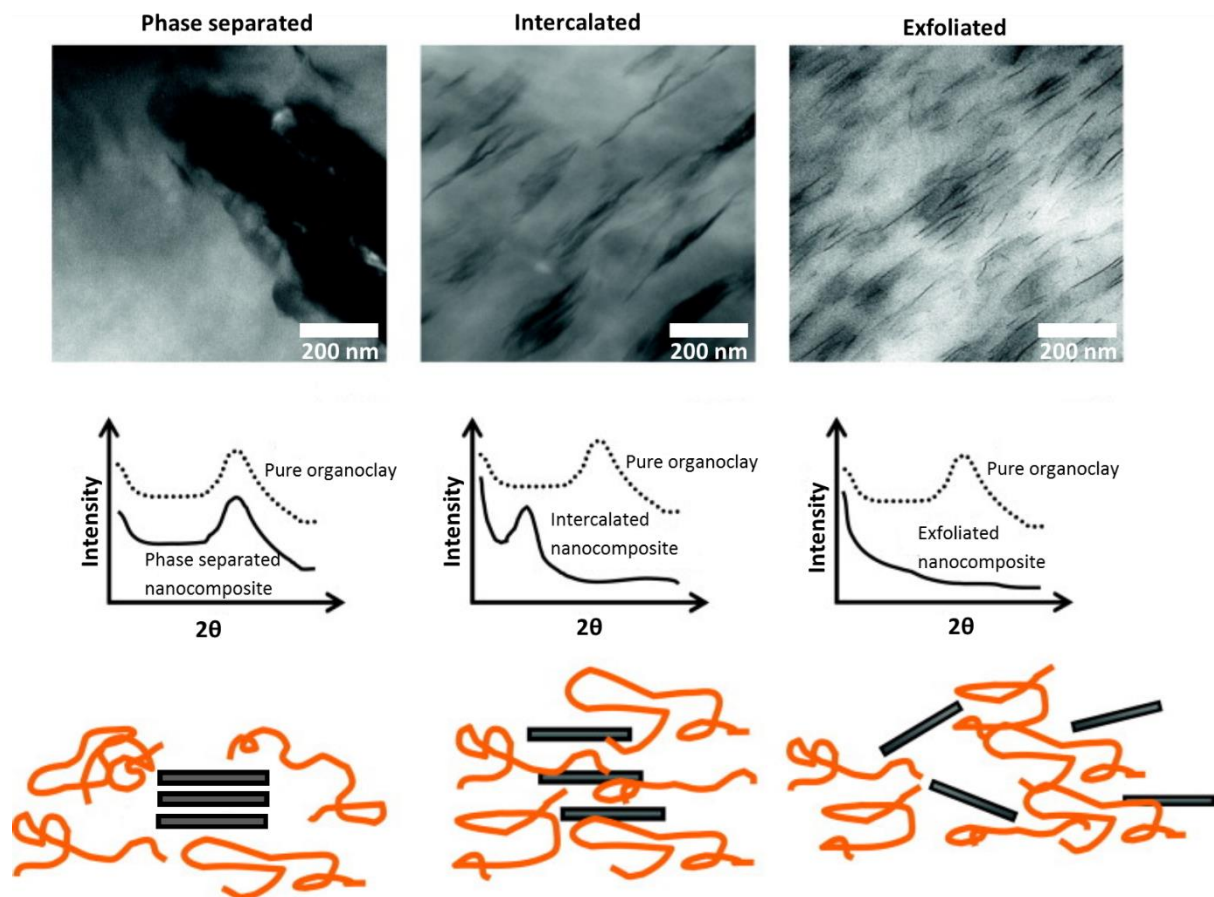 Phase separated
Intercalated
Exfoliated
200 nm
200 nm
200 nm
Intensity
Pure organoclay
Phase separated
nanocomposite
2θ
Intensity
Pure organoclay
Intercalated
nanocomposite
2θ
Intensity
Pure organoclay
Exfoliated
nanocomposite
2θ